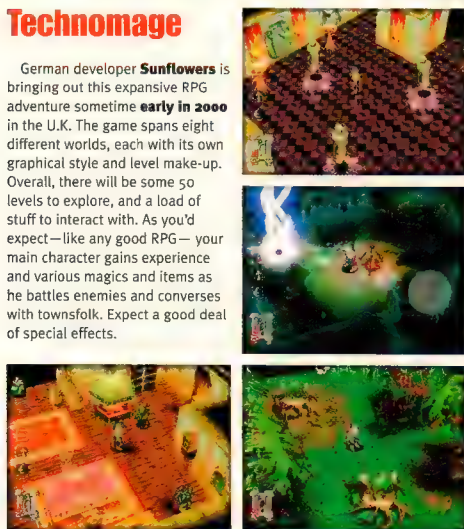 Technomage
German developer Sunflowers is
bringing out this expansive RPG
adventure sometime early in 2000
in the U.K. The game spans eight
different worlds, each with its own
graphical style and level make-up.
Overall, there will be some 50
levels to explore, and a load of
stuff to interact with. As you'd
expect—like any good RPG— your
main character gains experience
and various magics and items as
he battles enemies and converses
with townsfolk. Expect a good deal
of special effects.